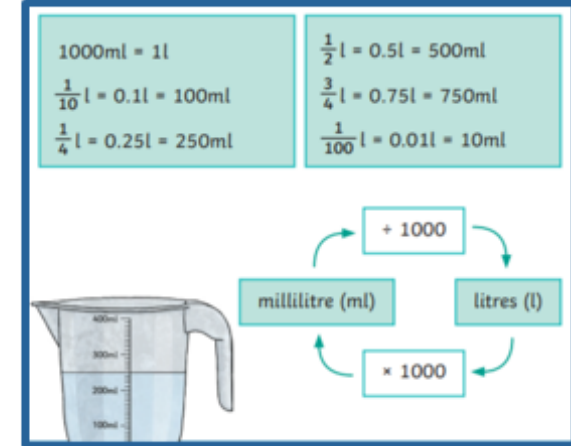 1000ml = 1l
1/10 l = 0.1l = 100ml
1/4 l = 0.25l = 250ml
1/2 l = 0.5l = 500ml
3/4 l = 0.75l = 750ml
1/100 l = 0.01l = 10ml
÷ 1000
millilitre (ml)
litres (l)
× 1000
400ml
300ml
200ml
100ml